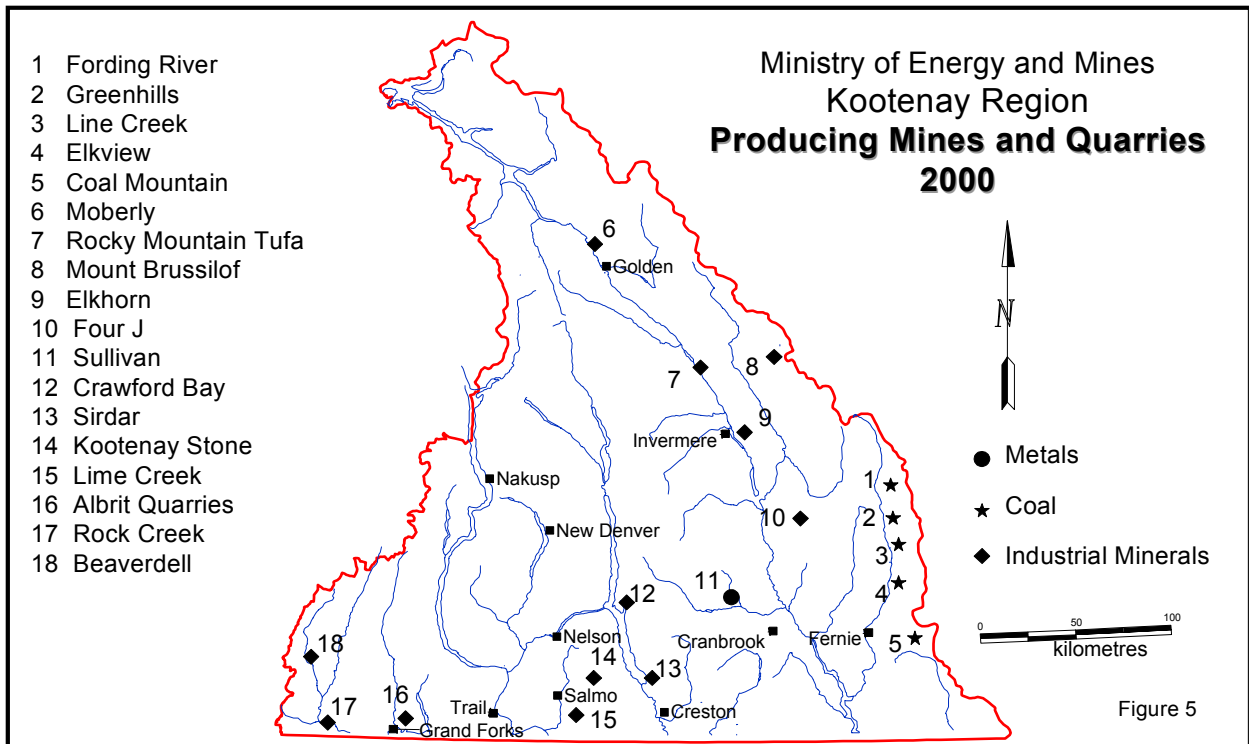 1 Fording River
2 Greenhills
3 Line Creek
4 Elkview
5 Coal Mountain
6 Moberly
7 Rocky Mountain Tufa
8 Mount Brussilof
9 Elkhorn
10 Four J
11 Sullivan
12 Crawford Bay
13 Sirdar
14 Kootenay Stone
15 Lime Creek
16 Albrit Quarries
17 Rock Creek
18 Beaverdell
Ministry of Energy and Mines
Kootenay Region
Producing Mines and Quarries
2000
N
6
Golden
8
7
9
Invermere
Nakusp
1
10
2
New Denver
3
11
4
12
Nelson
Cranbrook
Fernie
5
18
14
13
Salmo
17
16
Trail
15
Creston
Grand Forks
Metals
Coal
Industrial Minerals
0 50 100
kilometres
Figure 5